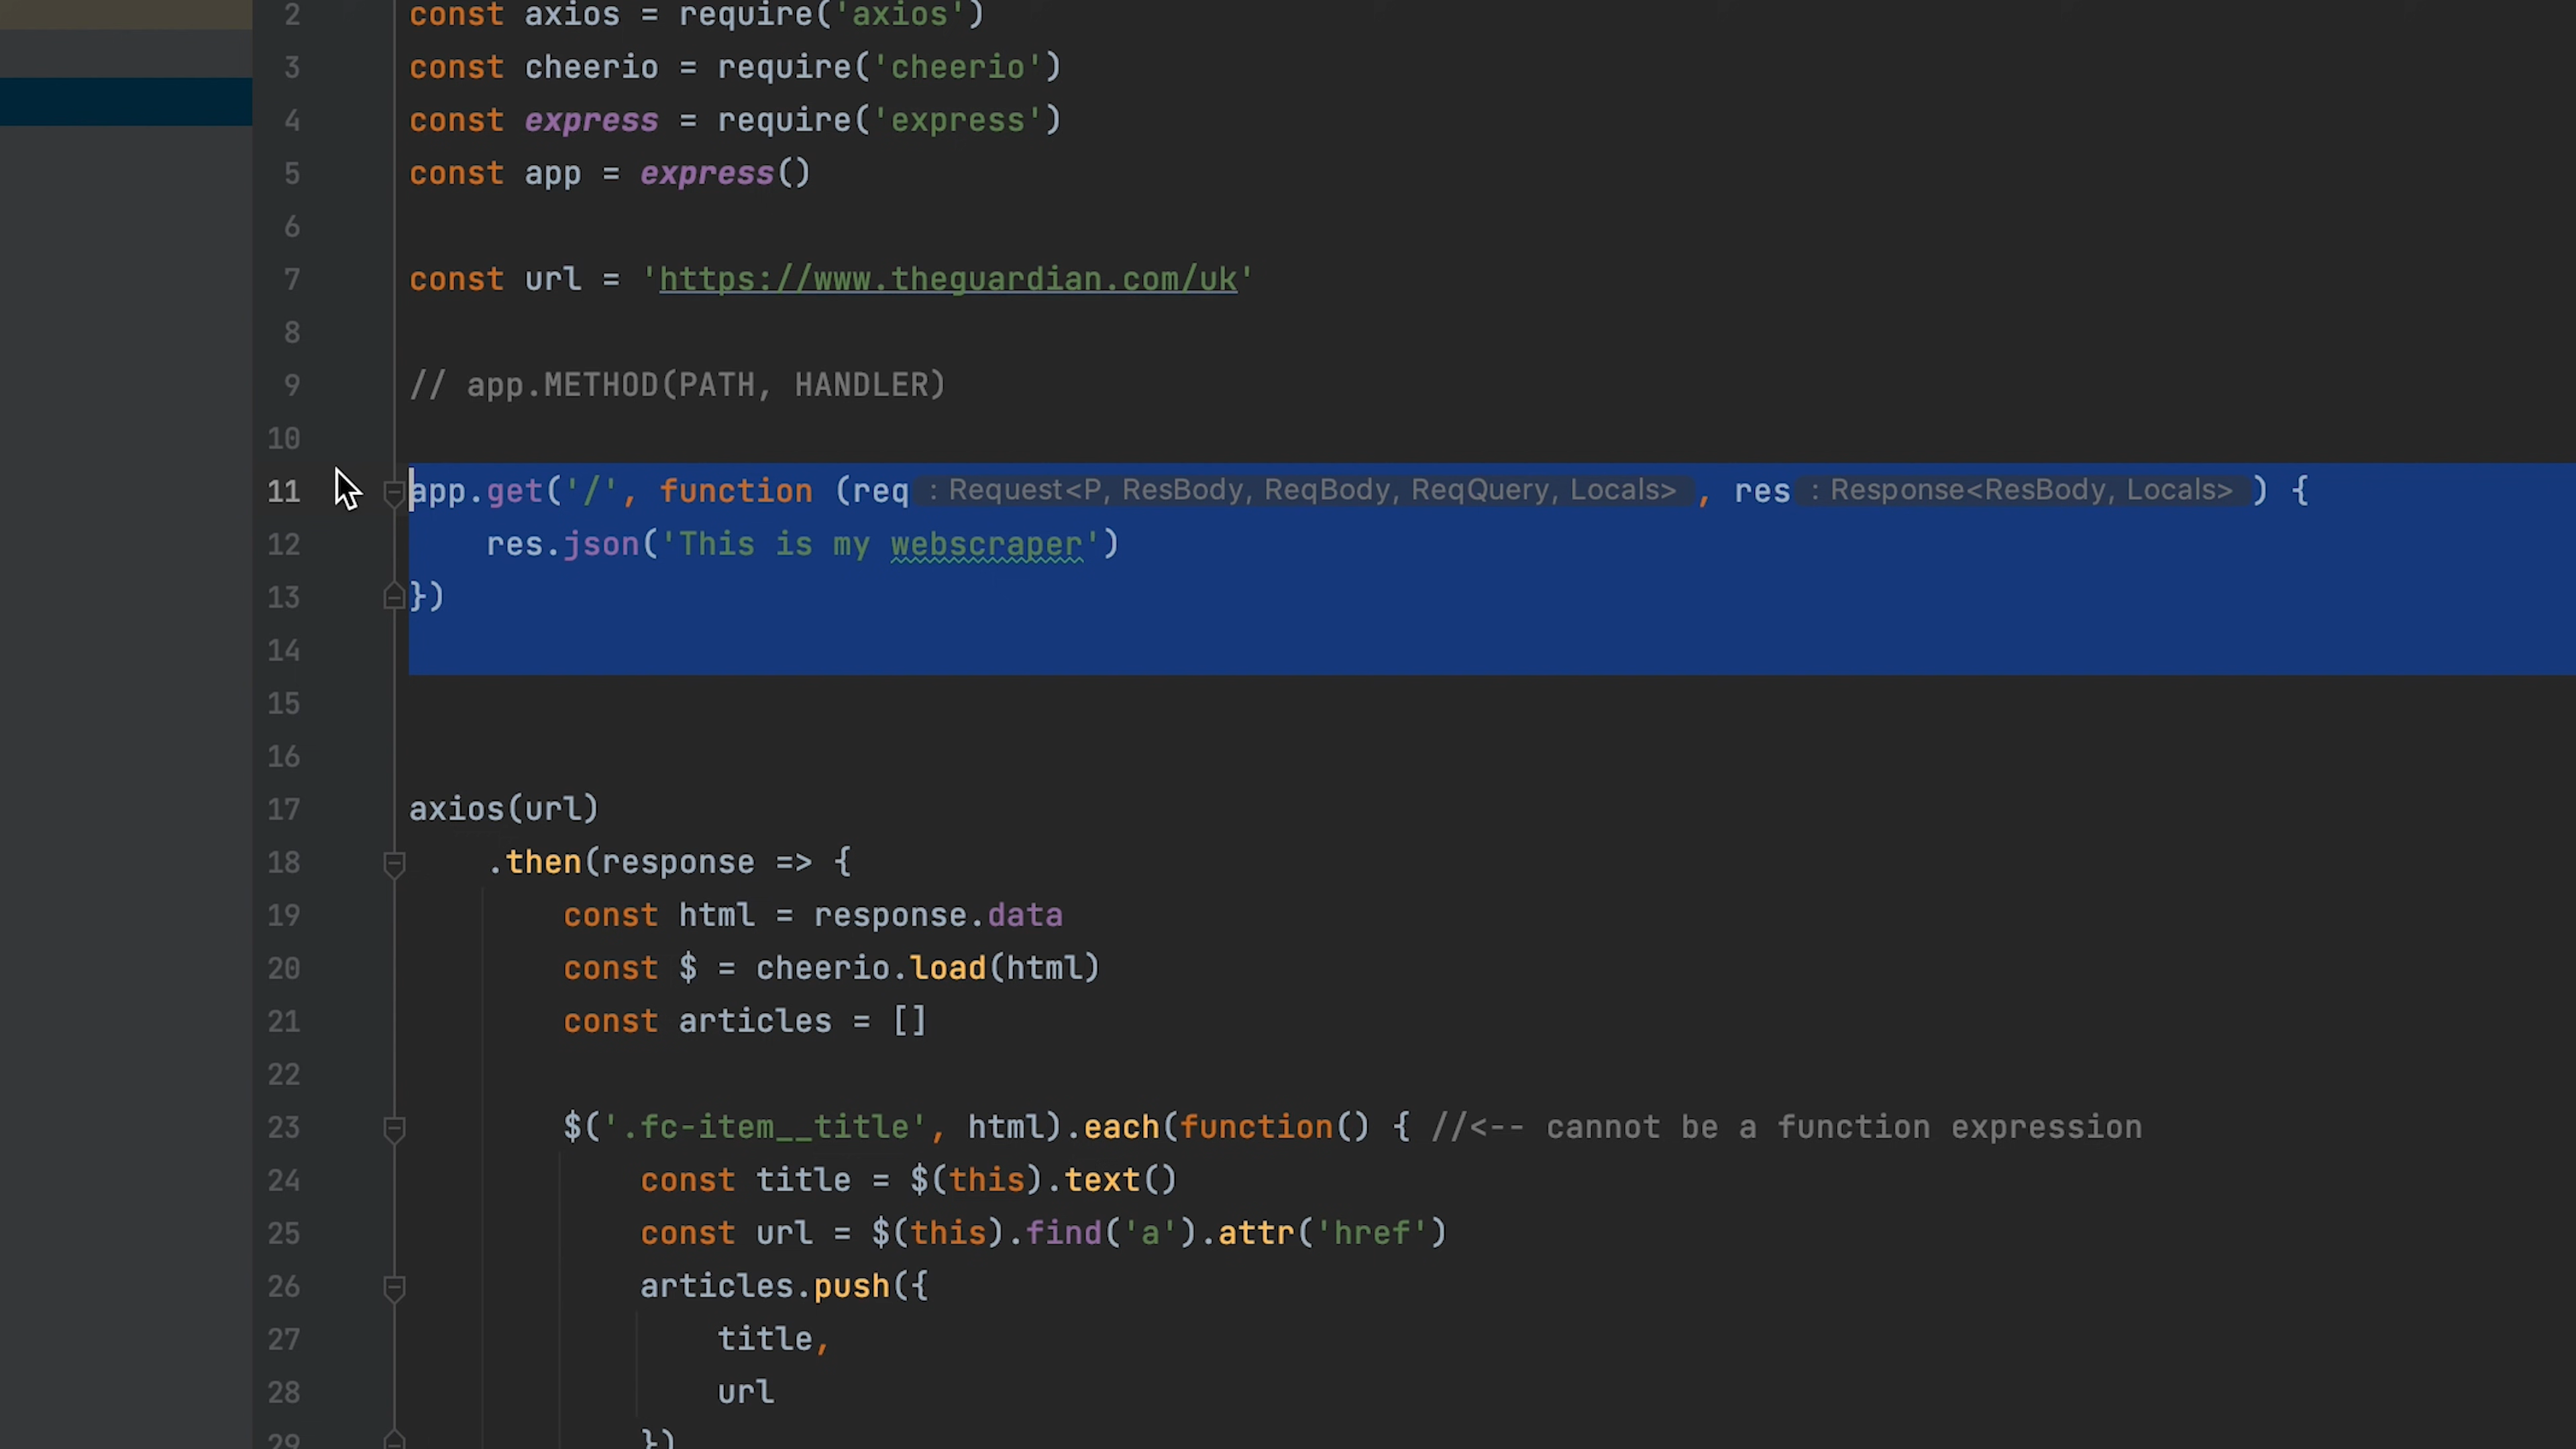 2 const axios = require('axios')
3 const cheerio = require('cheerio')
4 const express = require('express')
5 const app = express()
6
7 const url = 'https://www.theguardian.com/uk'
8
9 // app.METHOD(PATH, HANDLER)
10
11 app.get('/', function (req : Request<P, ResBody, ReqBody, ReqQuery, Locals> , res : Response<ResBody, Locals> ) {
12 res.json('This is my webscraper')
13 })
14
15
16
17 axios(url)
18 .then(response => {
19 const html = response.data
20 const $ = cheerio.load(html)
21 const articles = []
22
23 $('.fc-item__title', html).each(function() { //<-- cannot be a function expression
24 const title = $(this).text()
25 const url = $(this).find('a').attr('href')
26 articles.push({
27 title,
28 url
29 })